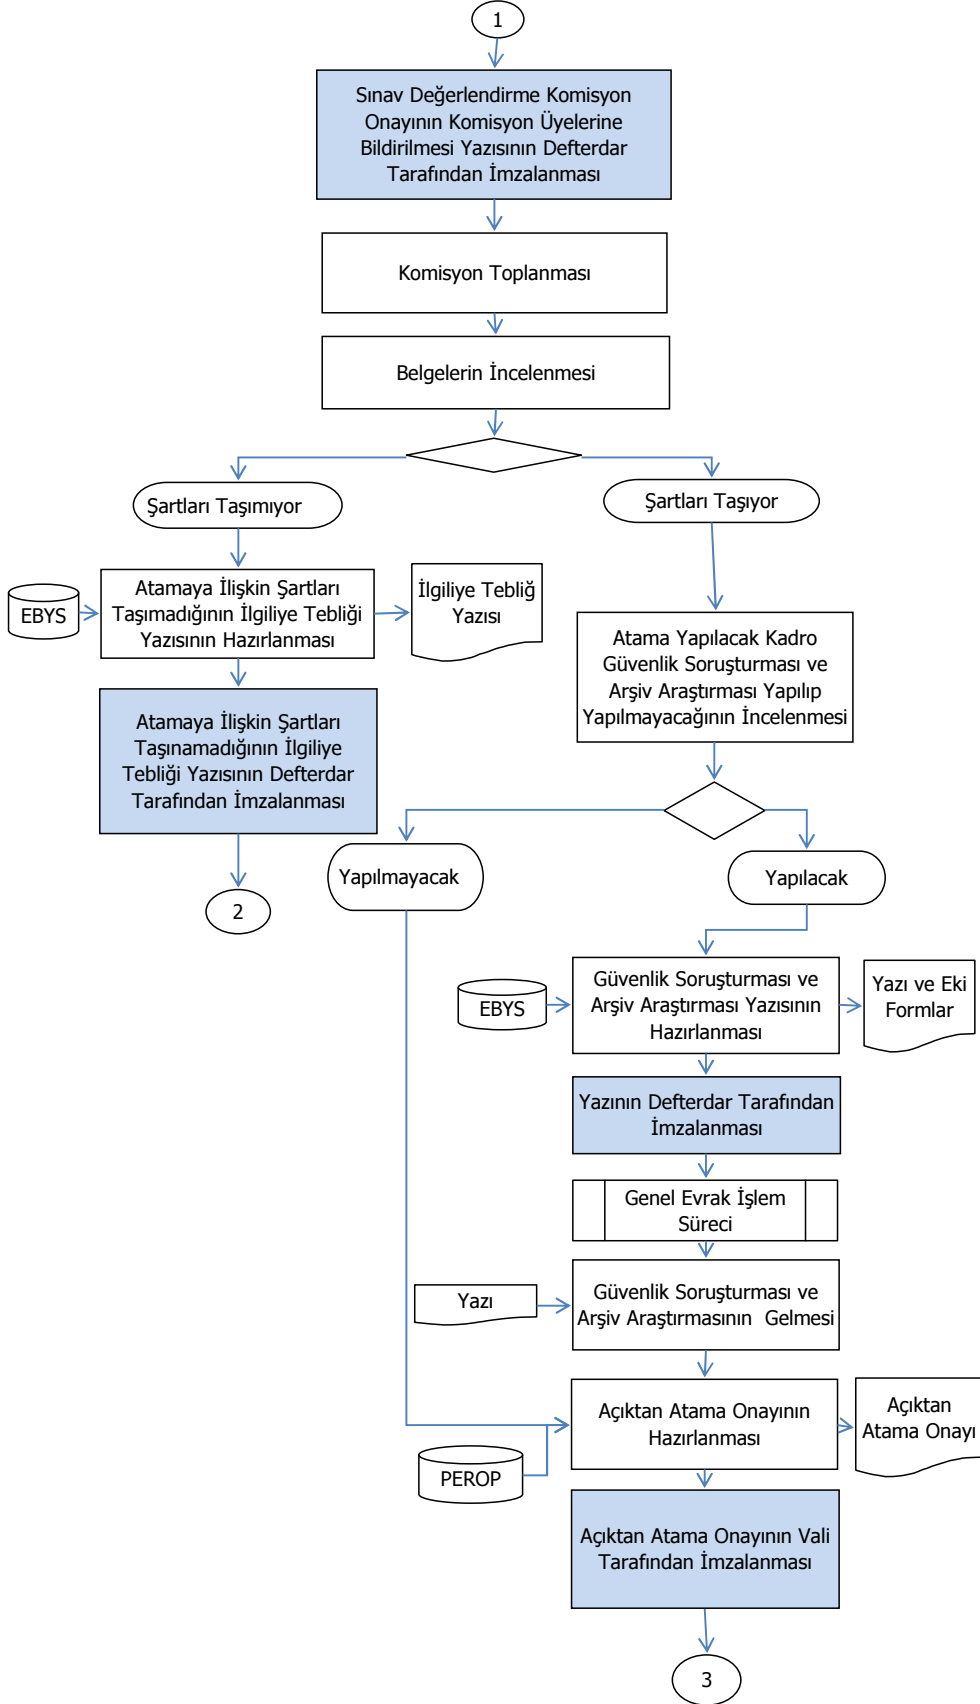 1
Sınav Değerlendirme Komisyon
Onayının Komisyon Üyelerine
Bildirilmesi Yazısının Defterdar
Tarafından İmzalanması
Komisyon Toplanması
Belgelerin İncelenmesi
Şartları Taşımıyor
Şartları Taşıyor
EBYS
Atamaya İlişkin Şartları
Taşımadığının İlgiliye Tebliği
Yazısının Hazırlanması
İlgiliye Tebliğ
Yazısı
Atama Yapılacak Kadro
Güvenlik Soruşturması ve
Arşiv Araştırması Yapılıp
Yapılmayacağının İncelenmesi
Atamaya İlişkin Şartları
Taşınamadığının İlgiliye
Tebliği Yazısının Defterdar
Tarafından İmzalanması
Yapılmayacak
Yapılacak
2
EBYS
Güvenlik Soruşturması ve
Arşiv Araştırması Yazısının
Hazırlanması
Yazı ve Eki
Formlar
Yazının Defterdar Tarafından
İmzalanması
Genel Evrak İşlem
Süreci
Yazı
Güvenlik Soruşturması ve
Arşiv Araştırmasının  Gelmesi
Açıktan Atama Onayının
Hazırlanması
Açıktan
Atama Onayı
PEROP
Açıktan Atama Onayının Vali
Tarafından İmzalanması
3